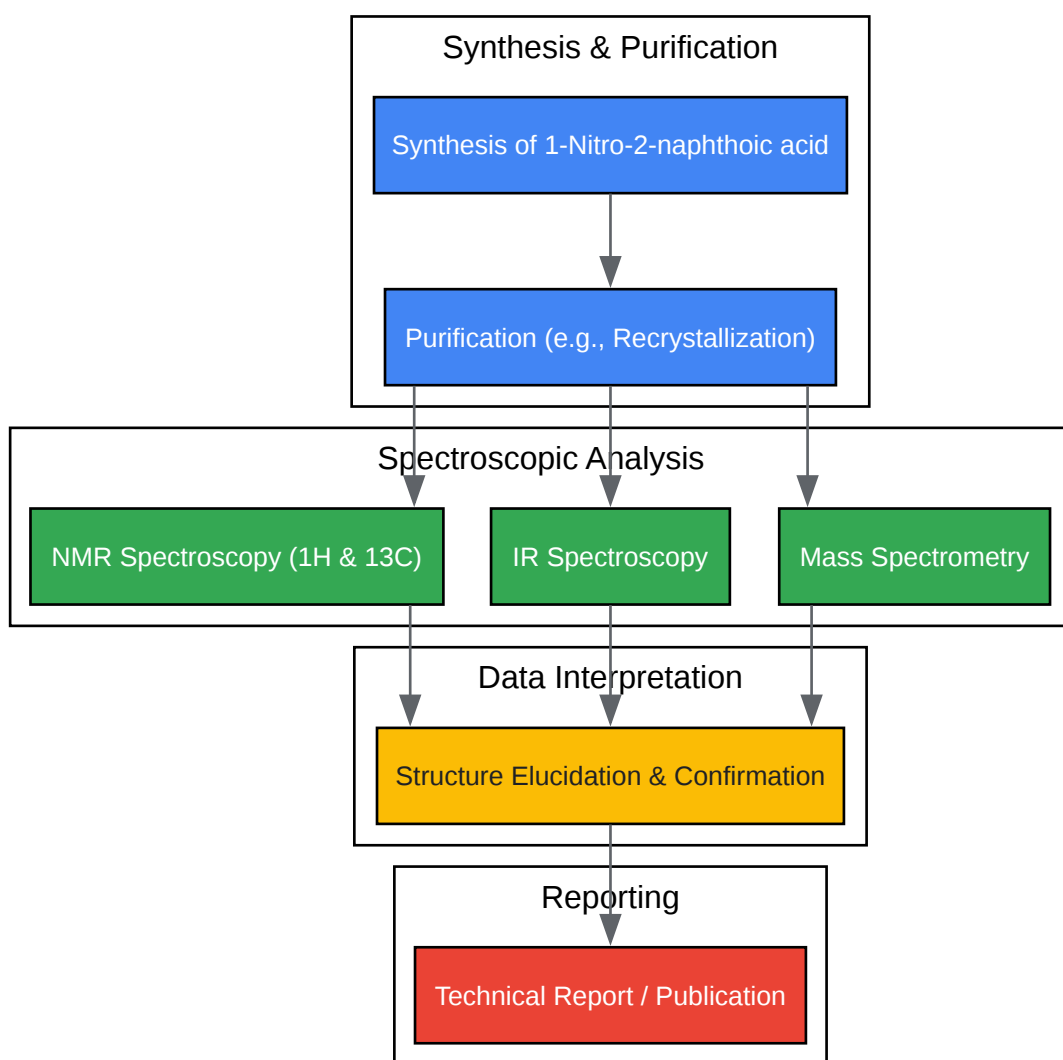 Synthesis & Purification
Synthesis of 1-Nitro-2-naphthoic acid
Purification (e.g., Recrystallization)
Spectroscopic Analysis
NMR Spectroscopy (1H & 13C)
IR Spectroscopy
Mass Spectrometry
Data Interpretation
Structure Elucidation & Confirmation
Reporting
Technical Report / Publication